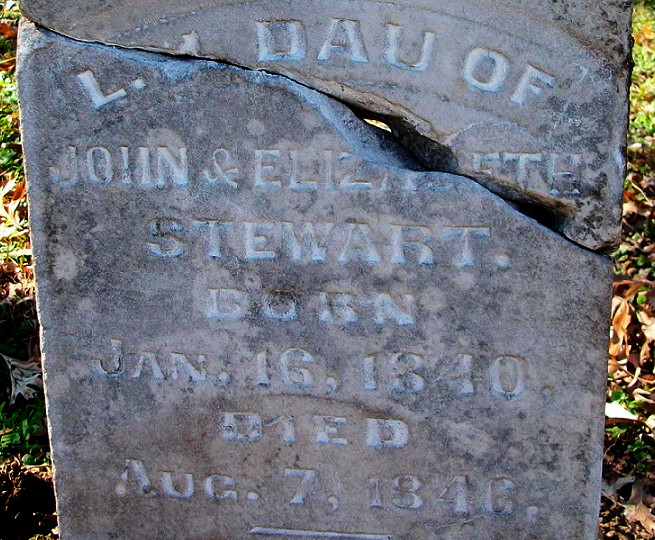 L. A. DAU OF
JOHN & ELIZABETH
STEWART.
BORN
JAN. 16, 1840
DIED
AUG. 7, 1846.